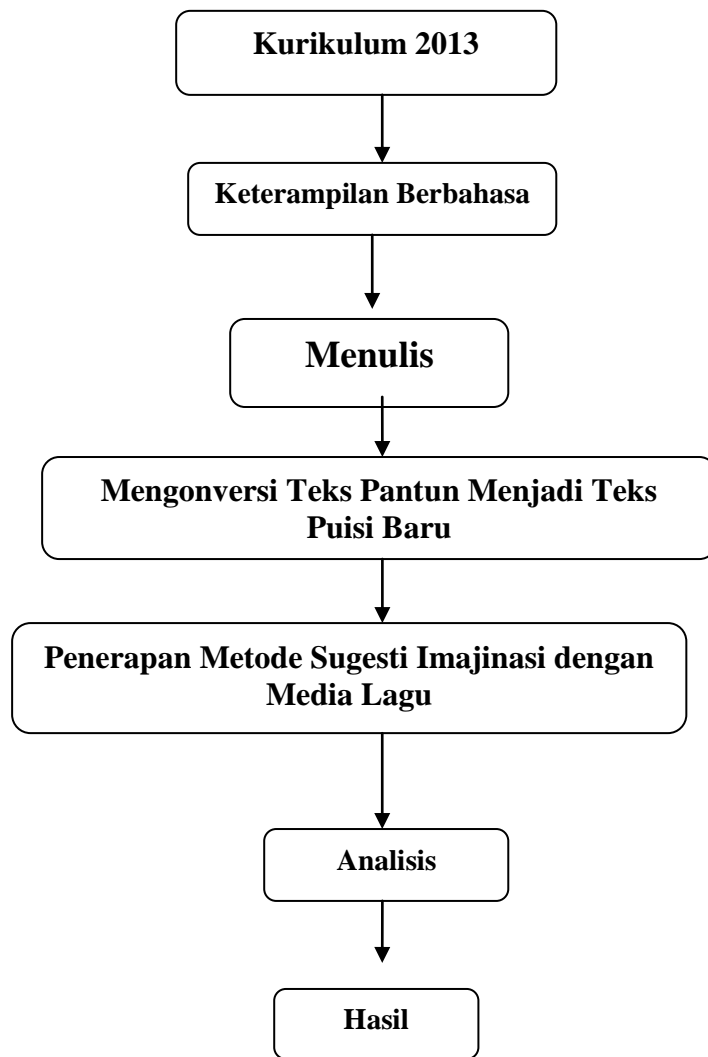 Kurikulum 2013
Keterampilan Berbahasa
Menulis
Mengonversi Teks Pantun Menjadi Teks
Puisi Baru
Penerapan Metode Sugesti Imajinasi dengan
Media Lagu
Analisis
Hasil